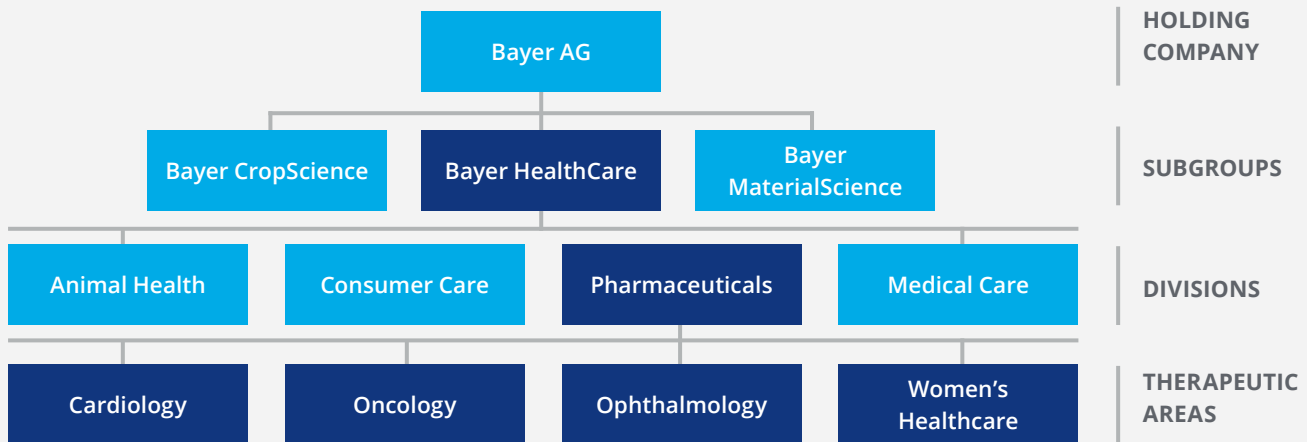 Bayer AG
HOLDING
COMPANY
Bayer CropScience
Bayer HealthCare
Bayer
MaterialScience
SUBGROUPS
Animal Health
Consumer Care
Pharmaceuticals
Medical Care
DIVISIONS
Cardiology
Oncology
Ophthalmology
Women’s
Healthcare
THERAPEUTIC
AREAS